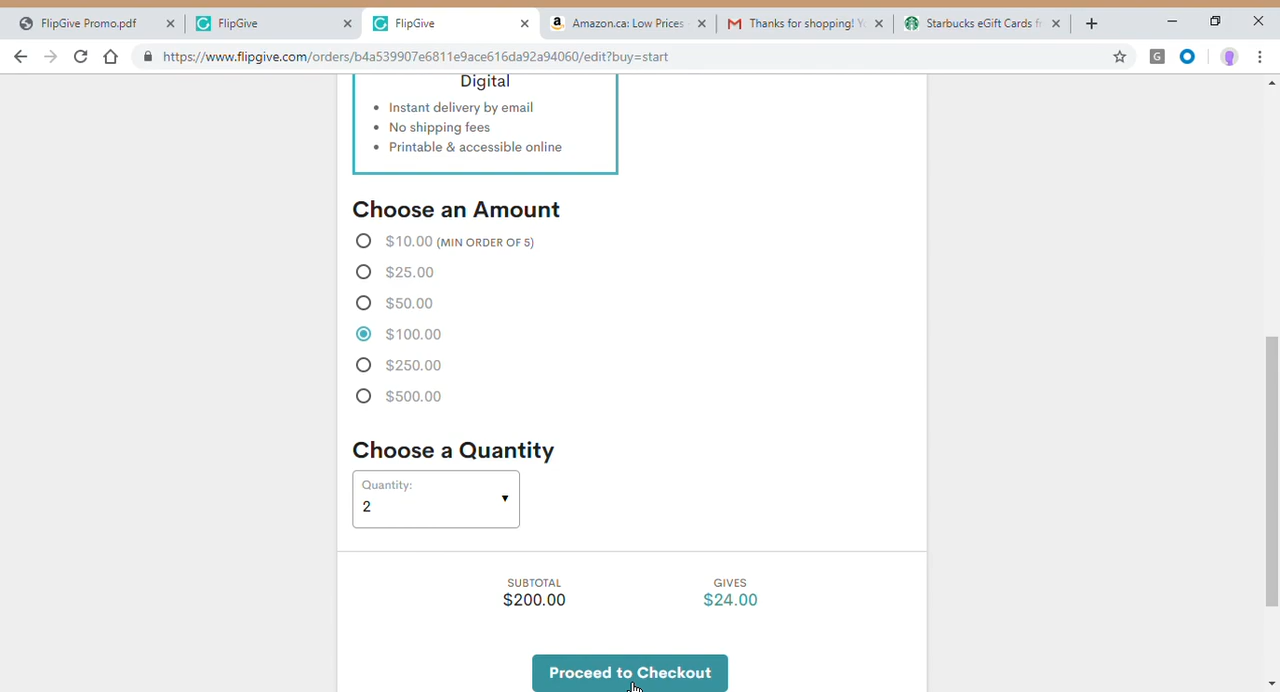 FlipGive Promo.pdf
FlipGive
FlipGive
Amazon.ca: Low Prices
Thanks for shopping! Y
Starbucks eGift Cards f
https://www.flipgive.com/orders/b4a539907e6811e9ace616da92a94060/edit?buy=start
G
Digital
• Instant delivery by email
• No shipping fees
• Printable & accessible online
Choose an Amount
$10.00 (MIN ORDER OF 5)
$25.00
$50.00
$100.00
$250.00
$500.00
Choose a Quantity
Quantity:
2
SUBTOTAL GIVES
$200.00 $24.00
Proceed to Checkout